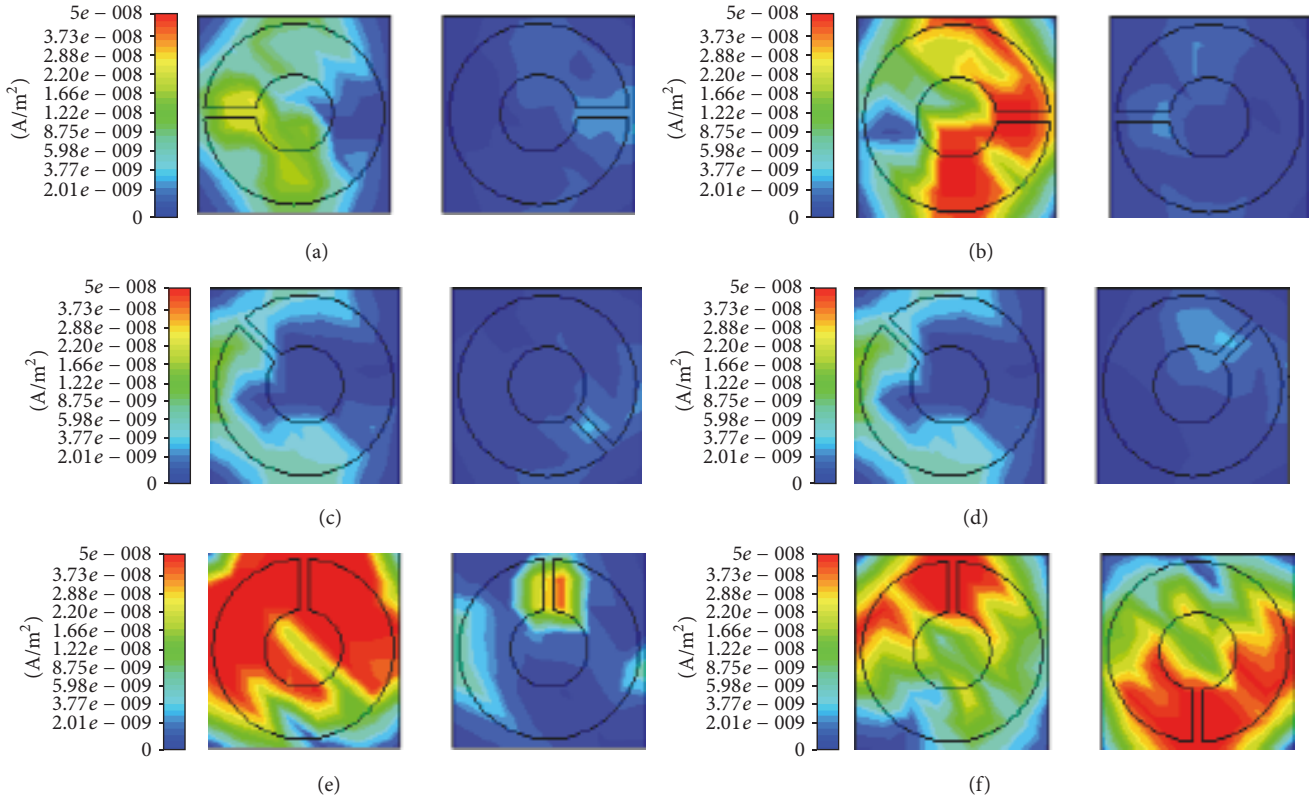 5e − 008
3.73e − 008
2.88e − 008
2.20e − 008
1.66e − 008
1.22e − 008
8.75e − 009
5.98e − 009
3.77e − 009
2.01e − 009
0
(A/m²)
(a)
5e − 008
3.73e − 008
2.88e − 008
2.20e − 008
1.66e − 008
1.22e − 008
8.75e − 009
5.98e − 009
3.77e − 009
2.01e − 009
0
(A/m²)
(b)
5e − 008
3.73e − 008
2.88e − 008
2.20e − 008
1.66e − 008
1.22e − 008
8.75e − 009
5.98e − 009
3.77e − 009
2.01e − 009
0
(A/m²)
(c)
5e − 008
3.73e − 008
2.88e − 008
2.20e − 008
1.66e − 008
1.22e − 008
8.75e − 009
5.98e − 009
3.77e − 009
2.01e − 009
0
(A/m²)
(d)
5e − 008
3.73e − 008
2.88e − 008
2.20e − 008
1.66e − 008
1.22e − 008
8.75e − 009
5.98e − 009
3.77e − 009
2.01e − 009
0
(A/m²)
(e)
5e − 008
3.73e − 008
2.88e − 008
2.20e − 008
1.66e − 008
1.22e − 008
8.75e − 009
5.98e − 009
3.77e − 009
2.01e − 009
0
(A/m²)
(f)